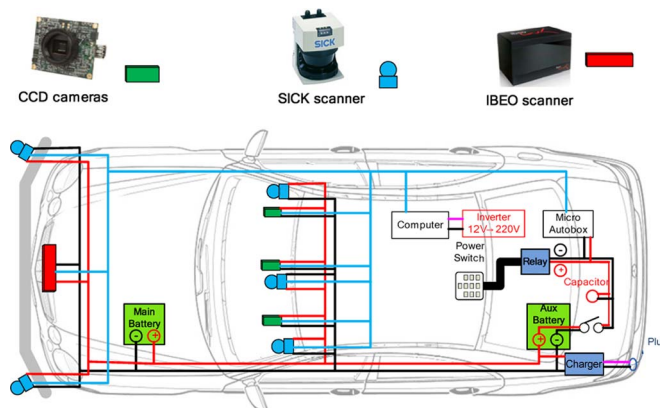 SICK
CCD cameras
SICK scanner
IBEO scanner
Computer
Inverter
12V→220V
Micro
Autobox
Power
Switch
Relay
Capacitor
Main
Battery
Aux
Battery
Charger
Plu